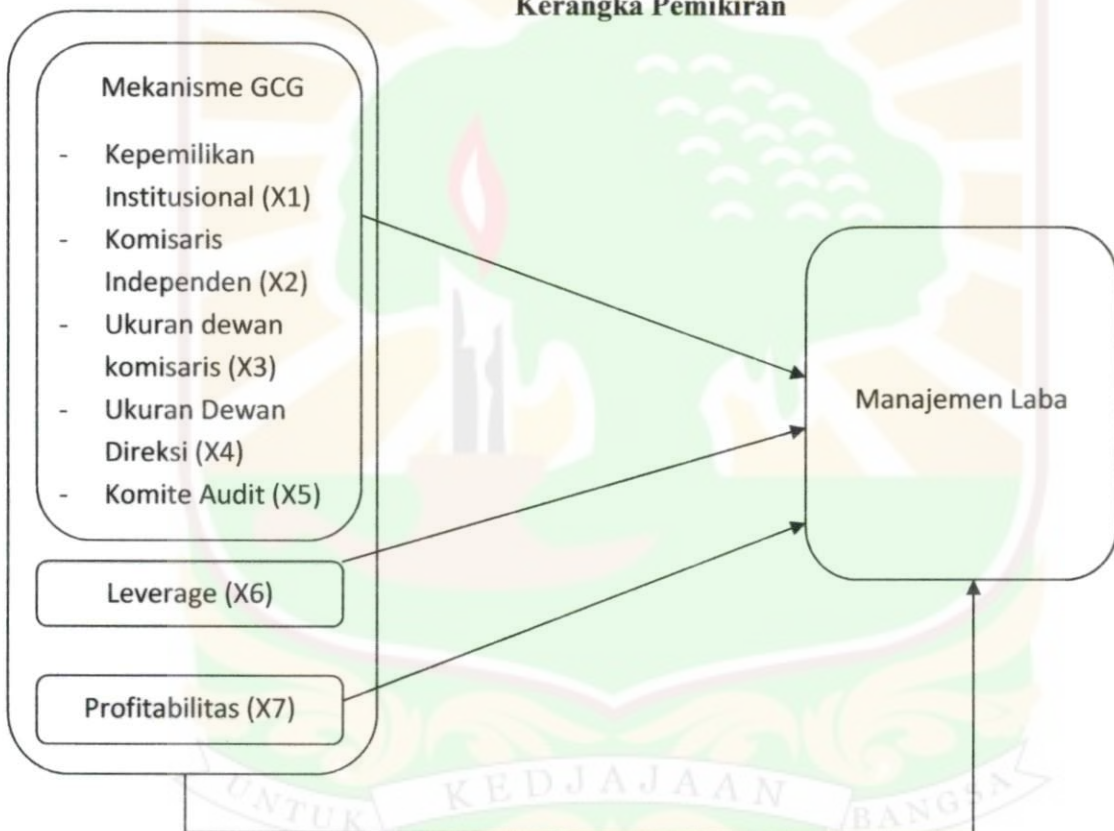 Kerangka Pemikiran
Mekanisme GCG
- Kepemilikan
Institusional (X1)
- Komisaris
Independen (X2)
- Ukuran dewan
komisaris (X3)
- Ukuran Dewan
Direksi (X4)
- Komite Audit (X5)
Leverage (X6)
Profitabilitas (X7)
Manajemen Laba
UNTUK KEDJAJAAN BANGSA